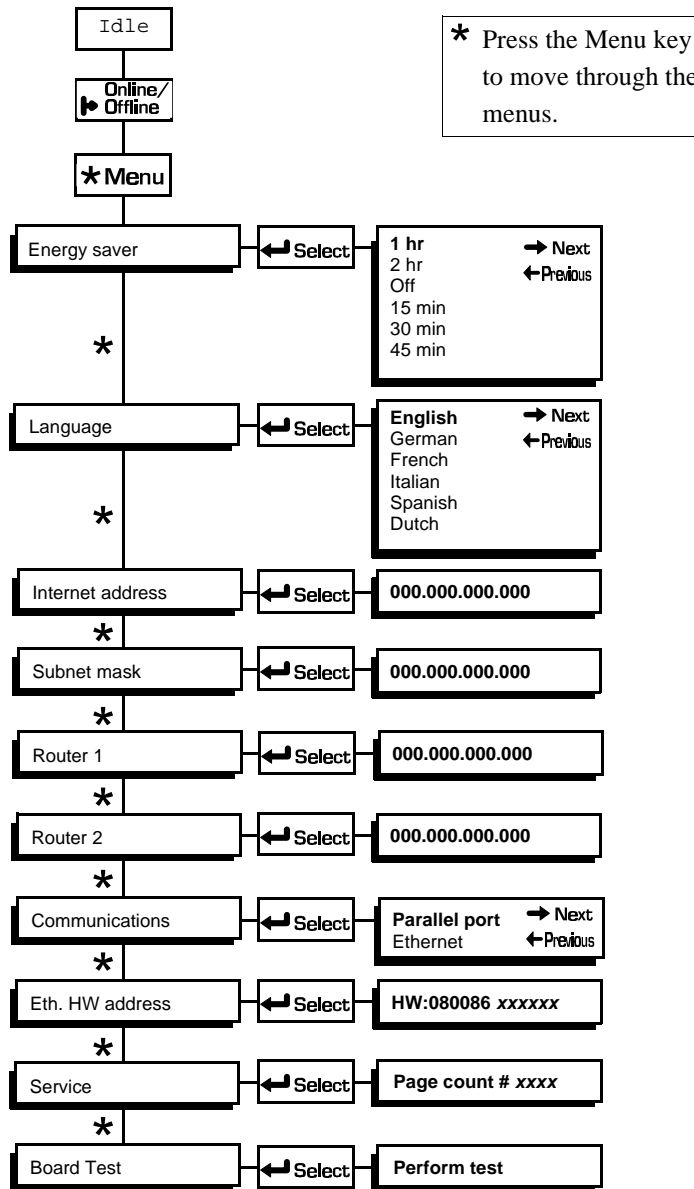 Idle
* Press the Menu key
to move through the
menus.
Online/
Offline
* Menu
Energy saver
Select
1 hr
Next
2 hr
Previous
Off
15 min
30 min
45 min
*
Language
Select
English
Next
German
Previous
French
Italian
Spanish
Dutch
*
Internet address
Select
000.000.000.000
*
Subnet mask
Select
000.000.000.000
*
Router 1
Select
000.000.000.000
*
Router 2
Select
000.000.000.000
*
Communications
Select
Parallel port
Next
Ethernet
Previous
*
Eth. HW address
Select
HW:080086 xxxxxx
*
Service
Select
Page count # xxxx
*
Board Test
Select
Perform test